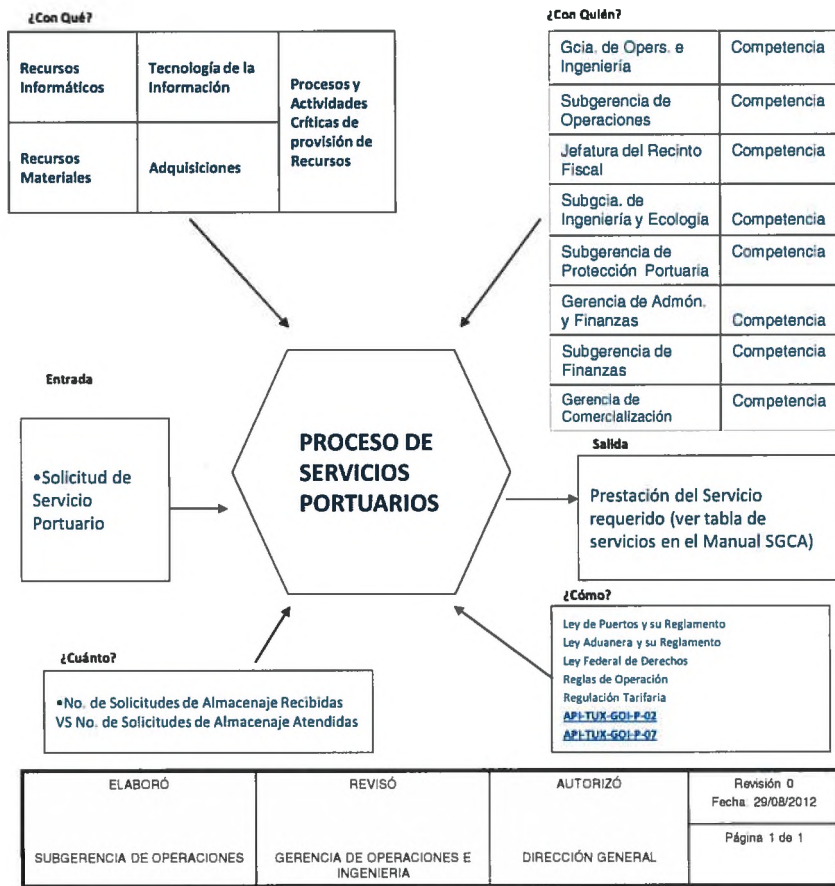 ¿Con Qué?
Recursos
Informáticos
Tecnología de la
Información
Procesos y
Actividades
Críticas de
provisión de
Recursos
Recursos
Materiales
Adquisiciones
¿Con Quién?
Gcia. de Opers. e
Ingeniería
Competencia
Subgerencia de
Operaciones
Competencia
Jefatura del Recinto
Fiscal
Competencia
Subgcia. de
Ingeniería y Ecología
Competencia
Subgerencia de
Protección Portuaria
Competencia
Gerencia de Admón.
y Finanzas
Competencia
Subgerencia de
Finanzas
Competencia
Gerencia de
Comercialización
Competencia
Entrada
•Solicitud de
Servicio
Portuario
PROCESO DE
SERVICIOS
PORTUARIOS
Salida
Prestación del Servicio
requerido (ver tabla de
servicios en el Manual SGCA)
¿Cuánto?
•No. de Solicitudes de Almacenaje Recibidas
VS No. de Solicitudes de Almacenaje Atendidas
¿Cómo?
Ley de Puertos y su Reglamento
Ley Aduanera y su Reglamento
Ley Federal de Derechos
Reglas de Operación
Regulación Tarifaria
API-TUX-GOI-P-02
API-TUX-GOI-P-07
ELABORÓ
SUBGERENCIA DE OPERACIONES
REVISÓ
GERENCIA DE OPERACIONES E
INGENIERIA
AUTORIZÓ
DIRECCIÓN GENERAL
Revisión 0
Fecha: 29/08/2012
Página 1 de 1